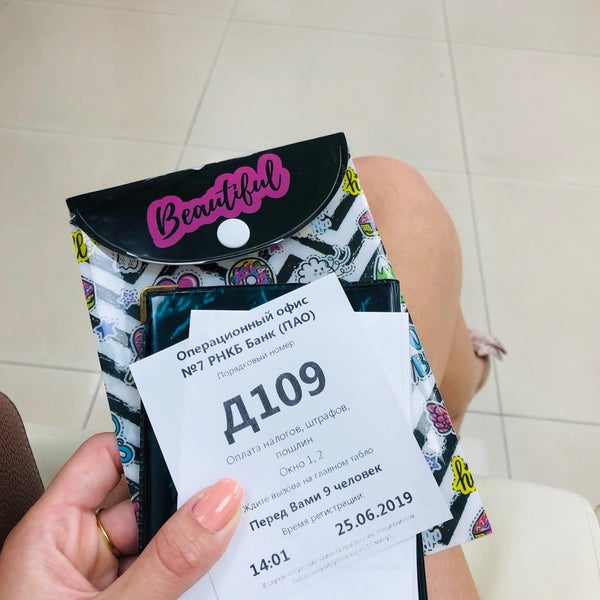 Beautiful
Операционный офис
№7 РНКБ Банк (ПАО)
Порядковый номер
Д109
Оплата налогов, штрафов,
пошлин
Окно 1, 2
Ждите вызова на главном табло
Перед Вами 9 человек
Время регистрации:
14:01 25.06.2019